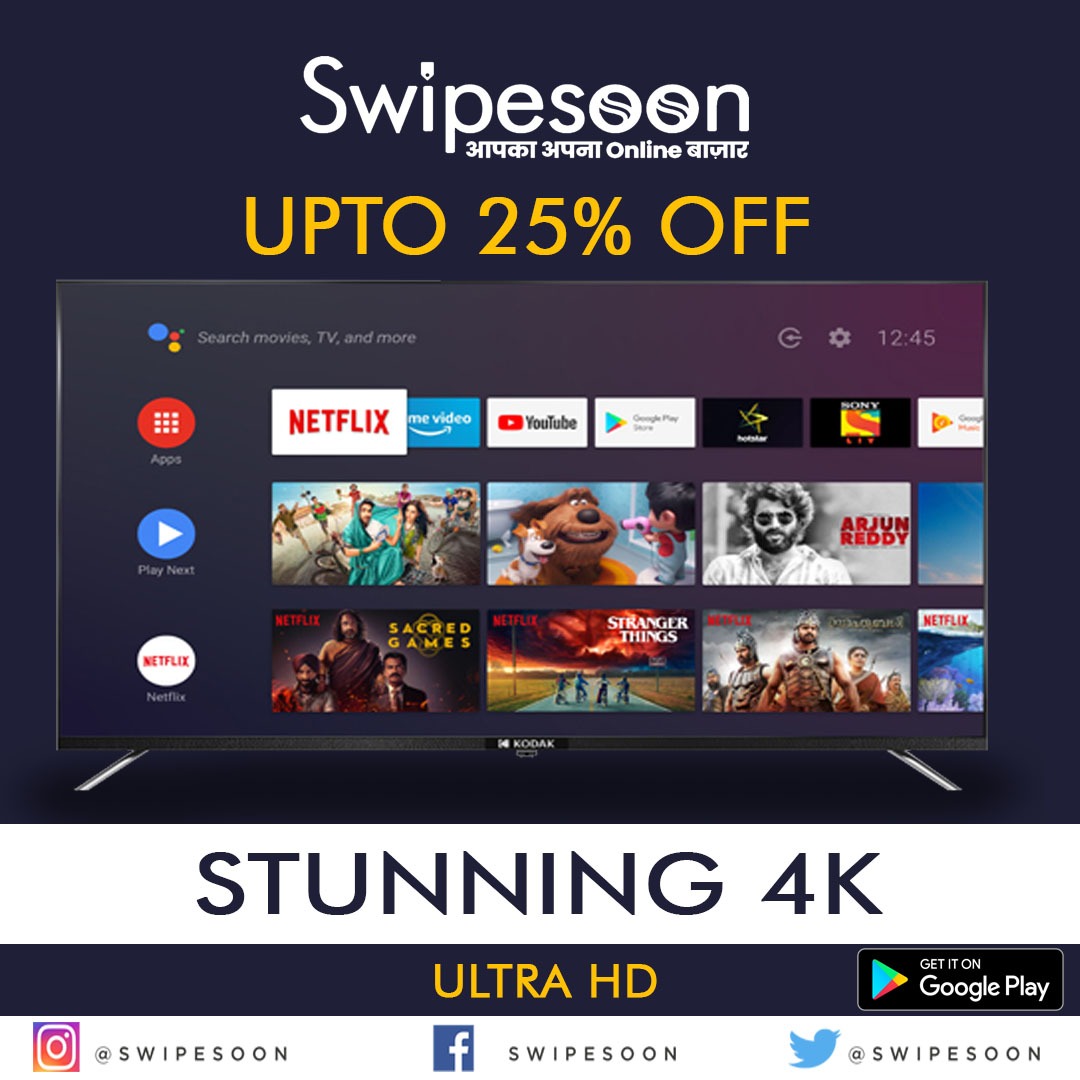 Swipesoon
आपका अपना Online बाज़ार
UPTO 25% OFF
Search movies, TV, and more
12:45
NETFLIX
me video
YouTube
Google Play
Store
hotstar
SONY
LIV
Music
Apps
ARJUN
REDDY
Play Next
NETFLIX
SACRED
GAMES
NETFLIX
STRANGER
THINGS
NETFLIX
NETFLIX
NETFLIX
Netflix
KODAK
STUNNING 4K
ULTRA HD
GET IT ON
Google Play
@SWIPESOON
SWIPESOON
@SWIPESOON